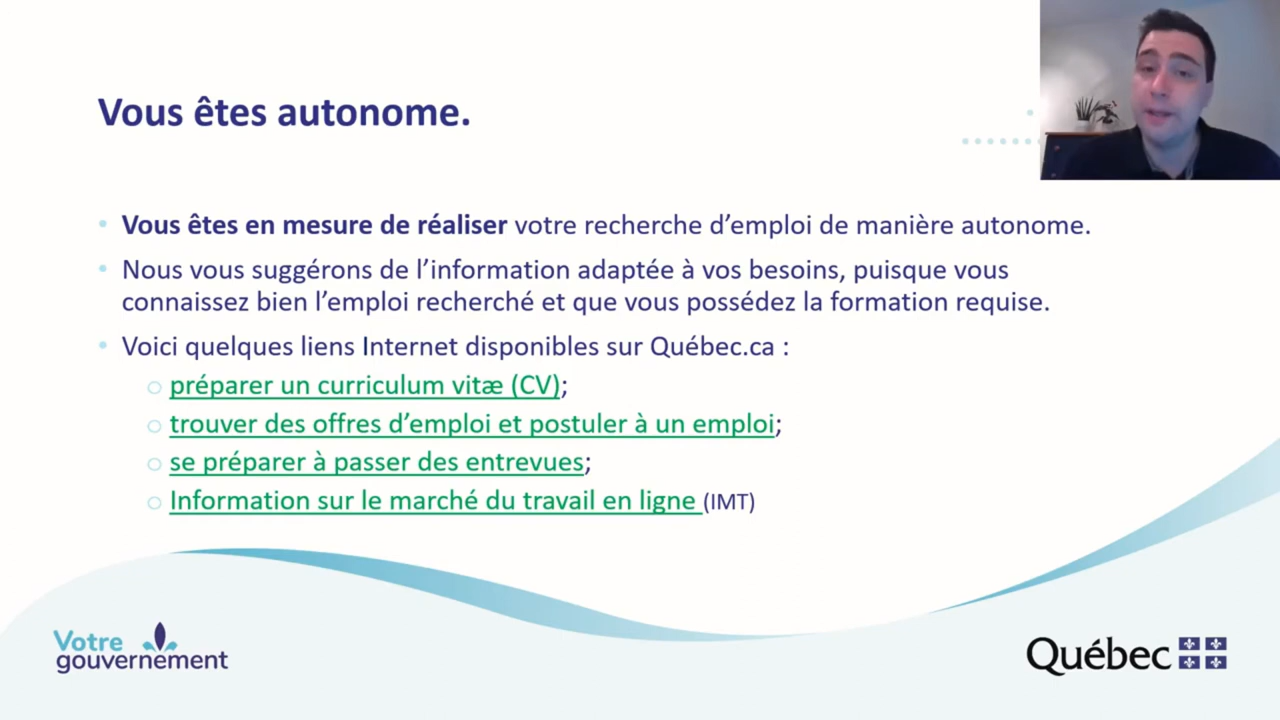 Vous êtes autonome.
Vous êtes en mesure de réaliser votre recherche d’emploi de manière autonome.
Nous vous suggérons de l’information adaptée à vos besoins, puisque vous
connaissez bien l’emploi recherché et que vous possédez la formation requise.
Voici quelques liens Internet disponibles sur Québec.ca :
préparer un curriculum vitæ (CV);
trouver des offres d’emploi et postuler à un emploi;
se préparer à passer des entrevues;
Information sur le marché du travail en ligne (IMT)
Votre
gouvernement
Québec